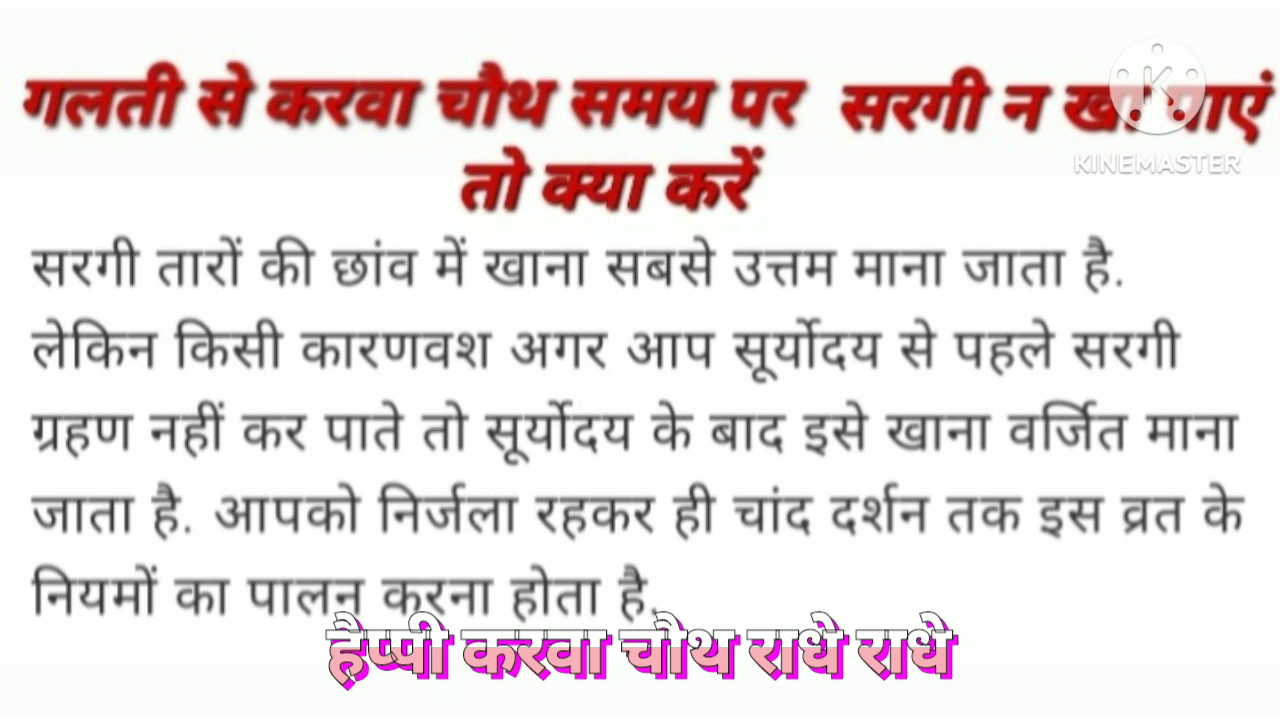 गलती से करवा चौथ समय पर सरगी न खा पाएं
तो क्या करें
KINEMASTER
सरगी तारों की छांव में खाना सबसे उत्तम माना जाता है.
लेकिन किसी कारणवश अगर आप सूर्योदय से पहले सरगी
ग्रहण नहीं कर पाते तो सूर्योदय के बाद इसे खाना वर्जित माना
जाता है. आपको निर्जला रहकर ही चांद दर्शन तक इस व्रत के
नियमों का पालन करना होता है.
हैप्पी करवा चौथ राधे राधे